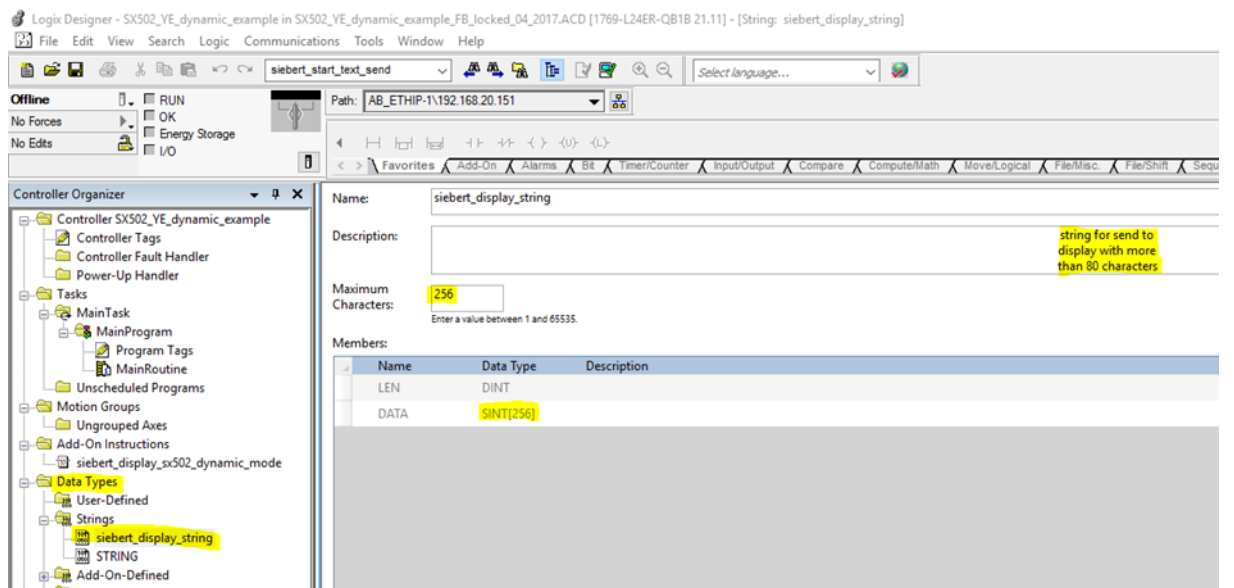 Logix Designer - SX502_YE_dynamic_example in SX502_YE_dynamic_example_FB_locked_04_2017.ACD [1769-L24ER-QB1B 21.11] - [String: siebert_display_string]
File Edit View Search Logic Communications Tools Window Help
siebert_start_text_send
Select language...
Offline
RUN
No Forces
OK
No Edits
Energy Storage
I/O
Path: AB_ETHIP-1\192.168.20.151
Favorites Add-On Alarms Bit Timer/Counter Input/Output Compare Compute/Math Move/Logical File/Misc. File/Shift Sequ
Controller Organizer
Controller SX502_YE_dynamic_example
Controller Tags
Controller Fault Handler
Power-Up Handler
Tasks
MainTask
MainProgram
Program Tags
MainRoutine
Unscheduled Programs
Motion Groups
Ungrouped Axes
Add-On Instructions
siebert_display_sx502_dynamic_mode
Data Types
User-Defined
Strings
siebert_display_string
STRING
Add-On-Defined
Name: siebert_display_string
Description:
string for send to
display with more
than 80 characters
Maximum
Characters:
256
Enter a value between 1 and 65535.
Members:
Name Data Type Description
LEN DINT
DATA SINT[256]